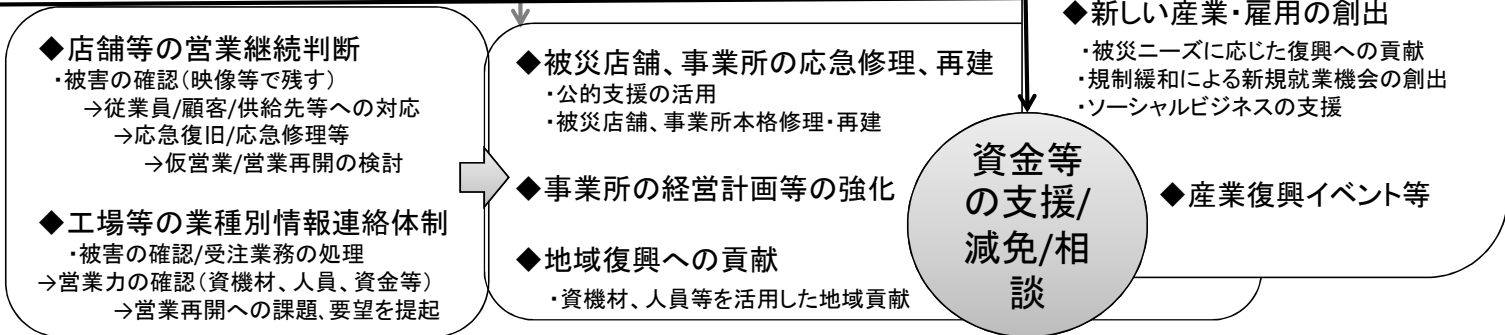 ◆店舗等の営業継続判断
・被害の確認(映像等で残す)
→従業員/顧客/供給先等への対応
→応急復旧/応急修理等
→仮営業/営業再開の検討
◆工場等の業種別情報連絡体制
・被害の確認/受注業務の処理
→営業力の確認(資機材、人員、資金等)
→営業再開への課題、要望を提起
◆被災店舗、事業所の応急修理、再建
・公的支援の活用
・被災店舗、事業所本格修理・再建
◆事業所の経営計画等の強化
◆地域復興への貢献
・資機材、人員等を活用した地域貢献
資金等
の支援/
減免/相
談
◆新しい産業・雇用の創出
・被災ニーズに応じた復興への貢献
・規制緩和による新規就業機会の創出
・ソーシャルビジネスの支援
◆産業復興イベント等